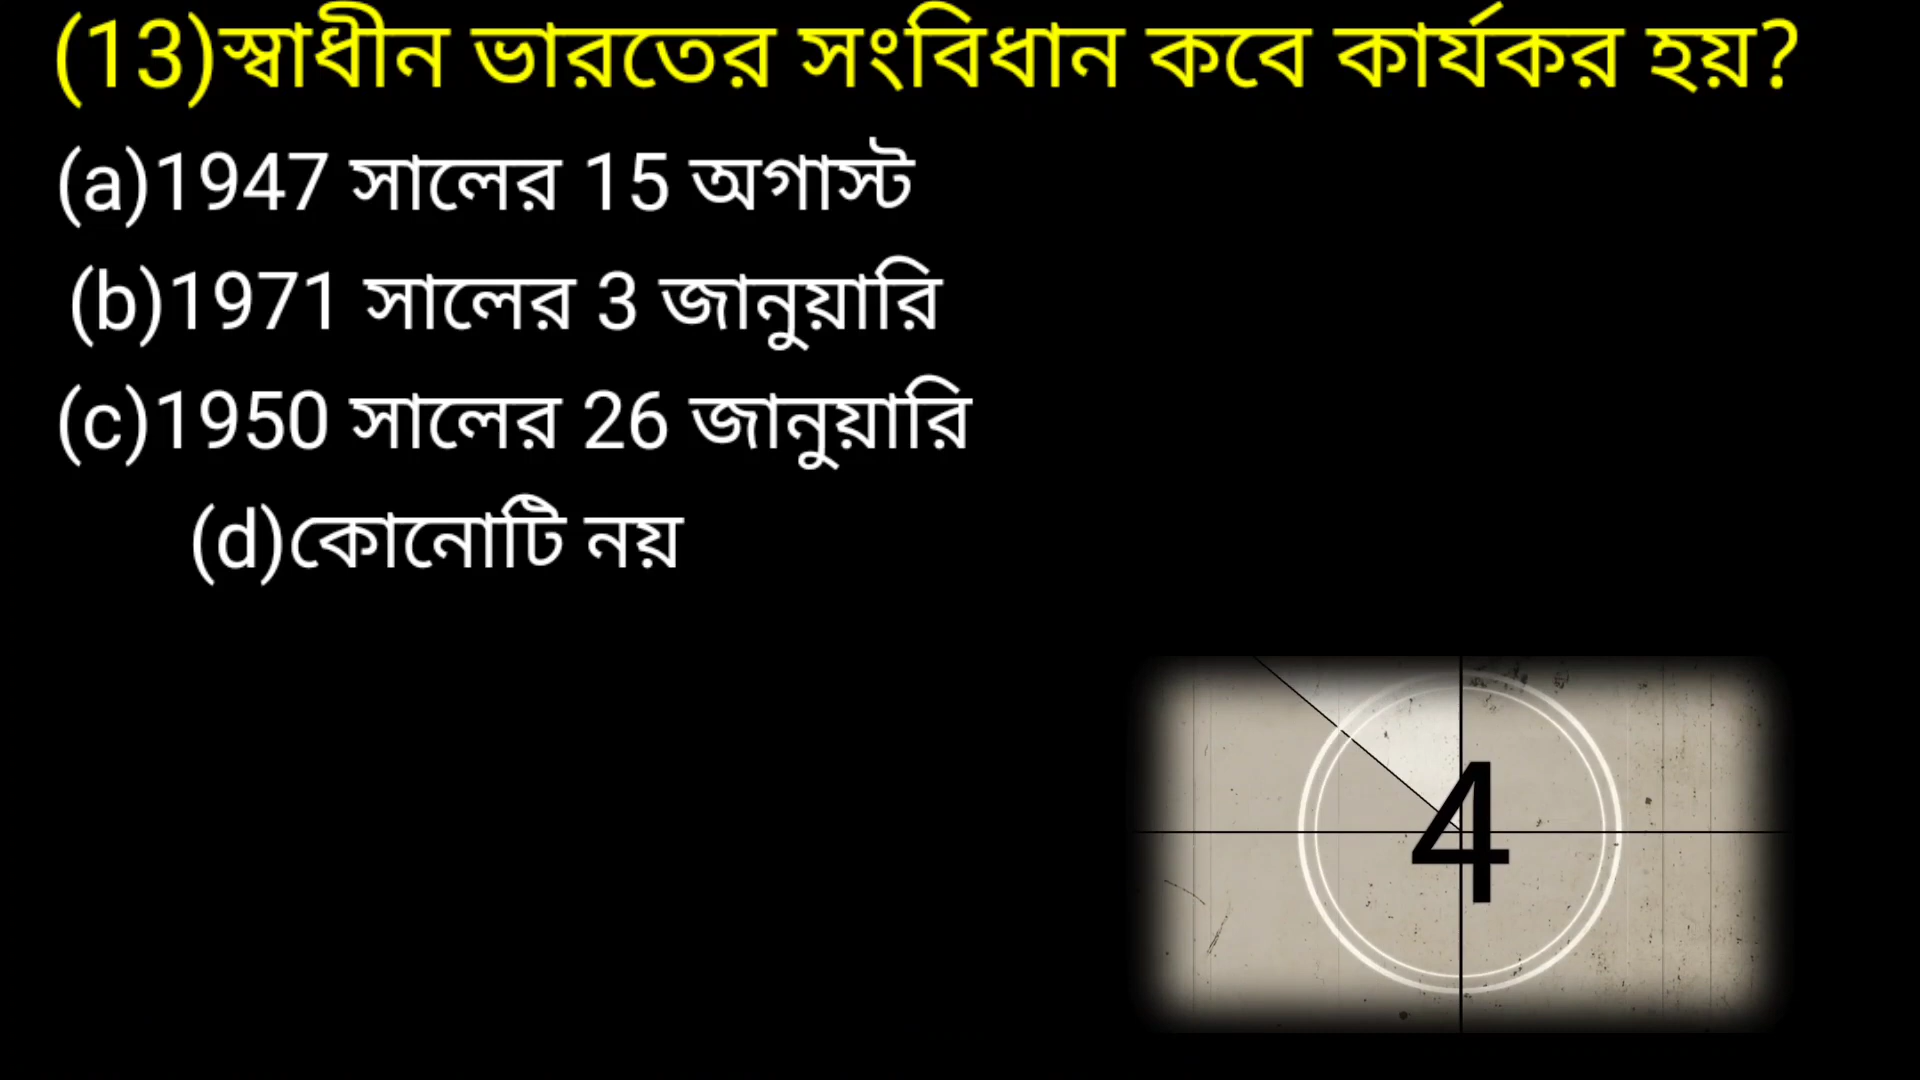 (13)স্বাধীন ভারতের সংবিধান কবে কার্যকর হয়?
(a)1947 সালের 15 অগাস্ট
(b)1971 সালের 3 জানুয়ারি
(c)1950 সালের 26 জানুয়ারি
(d)কোনোটি নয়
4